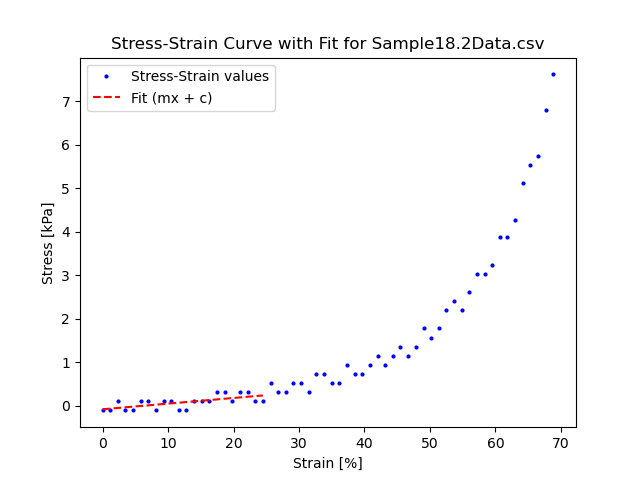 Stress-Strain Curve with Fit for Sample18.2Data.csv
Stress-Strain values
Fit (mx + c)
7
6
5
4
3
2
1
0
Stress [kPa]
0 10 20 30 40 50 60 70
Strain [%]